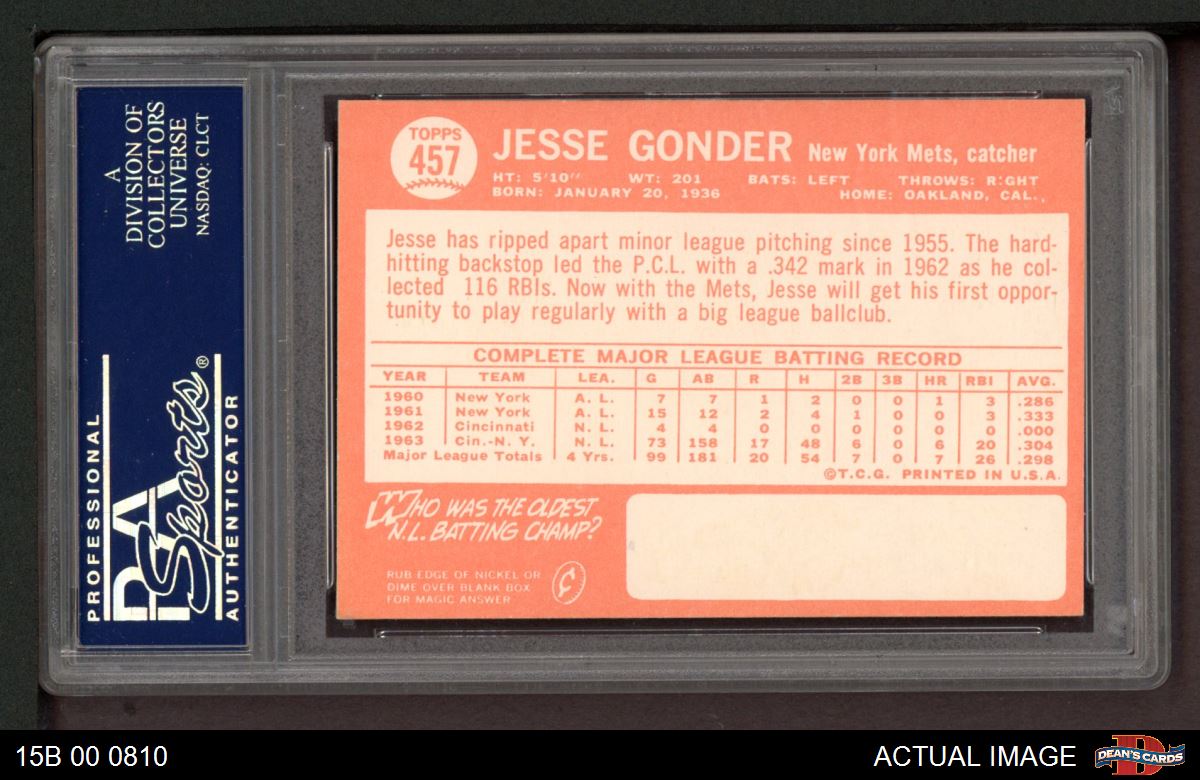 A
DIVISION OF
COLLECTORS
UNIVERSE
NASDAQ: CLCT
PROFESSIONAL
PSA
Sports®
AUTHENTICATOR
TOPPS
457
JESSE GONDER New York Mets, catcher
HT: 5'10" WT: 201 BATS: LEFT THROWS: RIGHT
BORN: JANUARY 20, 1936 HOME: OAKLAND, CAL.,
Jesse has ripped apart minor league pitching since 1955. The hard-
hitting backstop led the P.C.L. with a .342 mark in 1962 as he col-
lected 116 RBIs. Now with the Mets, Jesse will get his first oppor-
tunity to play regularly with a big league ballclub.
COMPLETE MAJOR LEAGUE BATTING RECORD
YEAR TEAM LEA. G AB R H 2B 3B HR RBI AVG.
1960 New York A. L. 7 7 1 2 0 0 1 3 .286
1961 New York A. L. 15 12 2 4 1 0 0 3 .333
1962 Cincinnati N. L. 4 4 0 0 0 0 0 0 .000
1963 Cin.-N. Y. N. L. 73 158 17 48 6 0 6 20 .304
Major League Totals 4 Yrs. 99 181 20 54 7 0 7 26 .298
©T.C.G. PRINTED IN U.S.A.
WHO WAS THE OLDEST
N.L. BATTING CHAMP?
RUB EDGE OF NICKEL OR
DIME OVER BLANK BOX
FOR MAGIC ANSWER
¢
15B 00 0810
ACTUAL IMAGE
D
DEAN'S CARDS